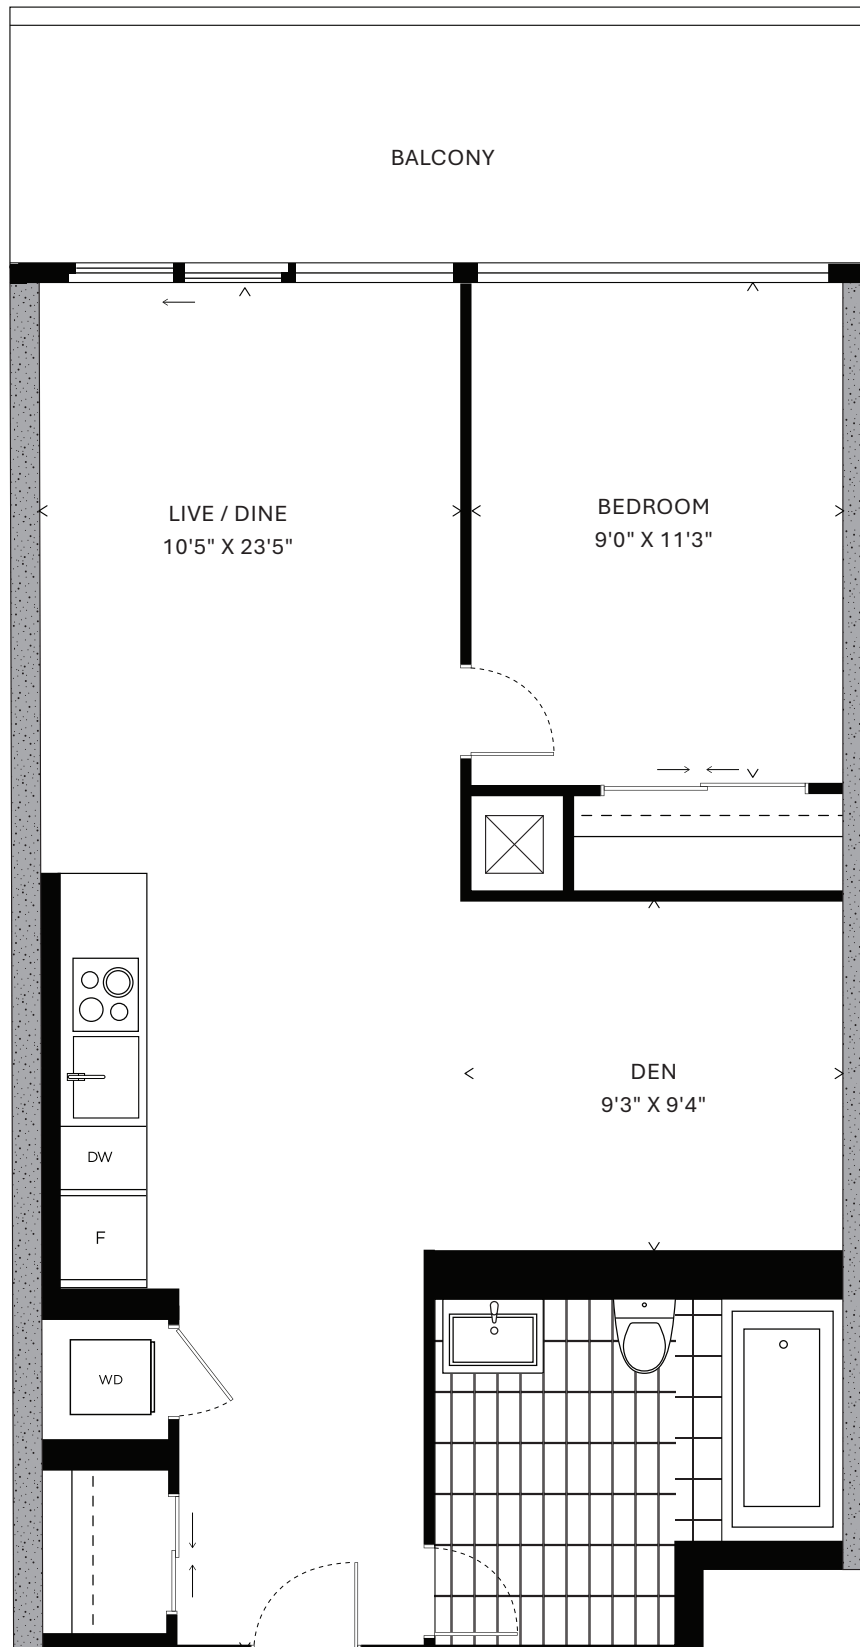 BALCONY
LIVE / DINE
10'5" X 23'5"
BEDROOM
9'0" X 11'3"
DEN
9'3" X 9'4"
DW
F
WD